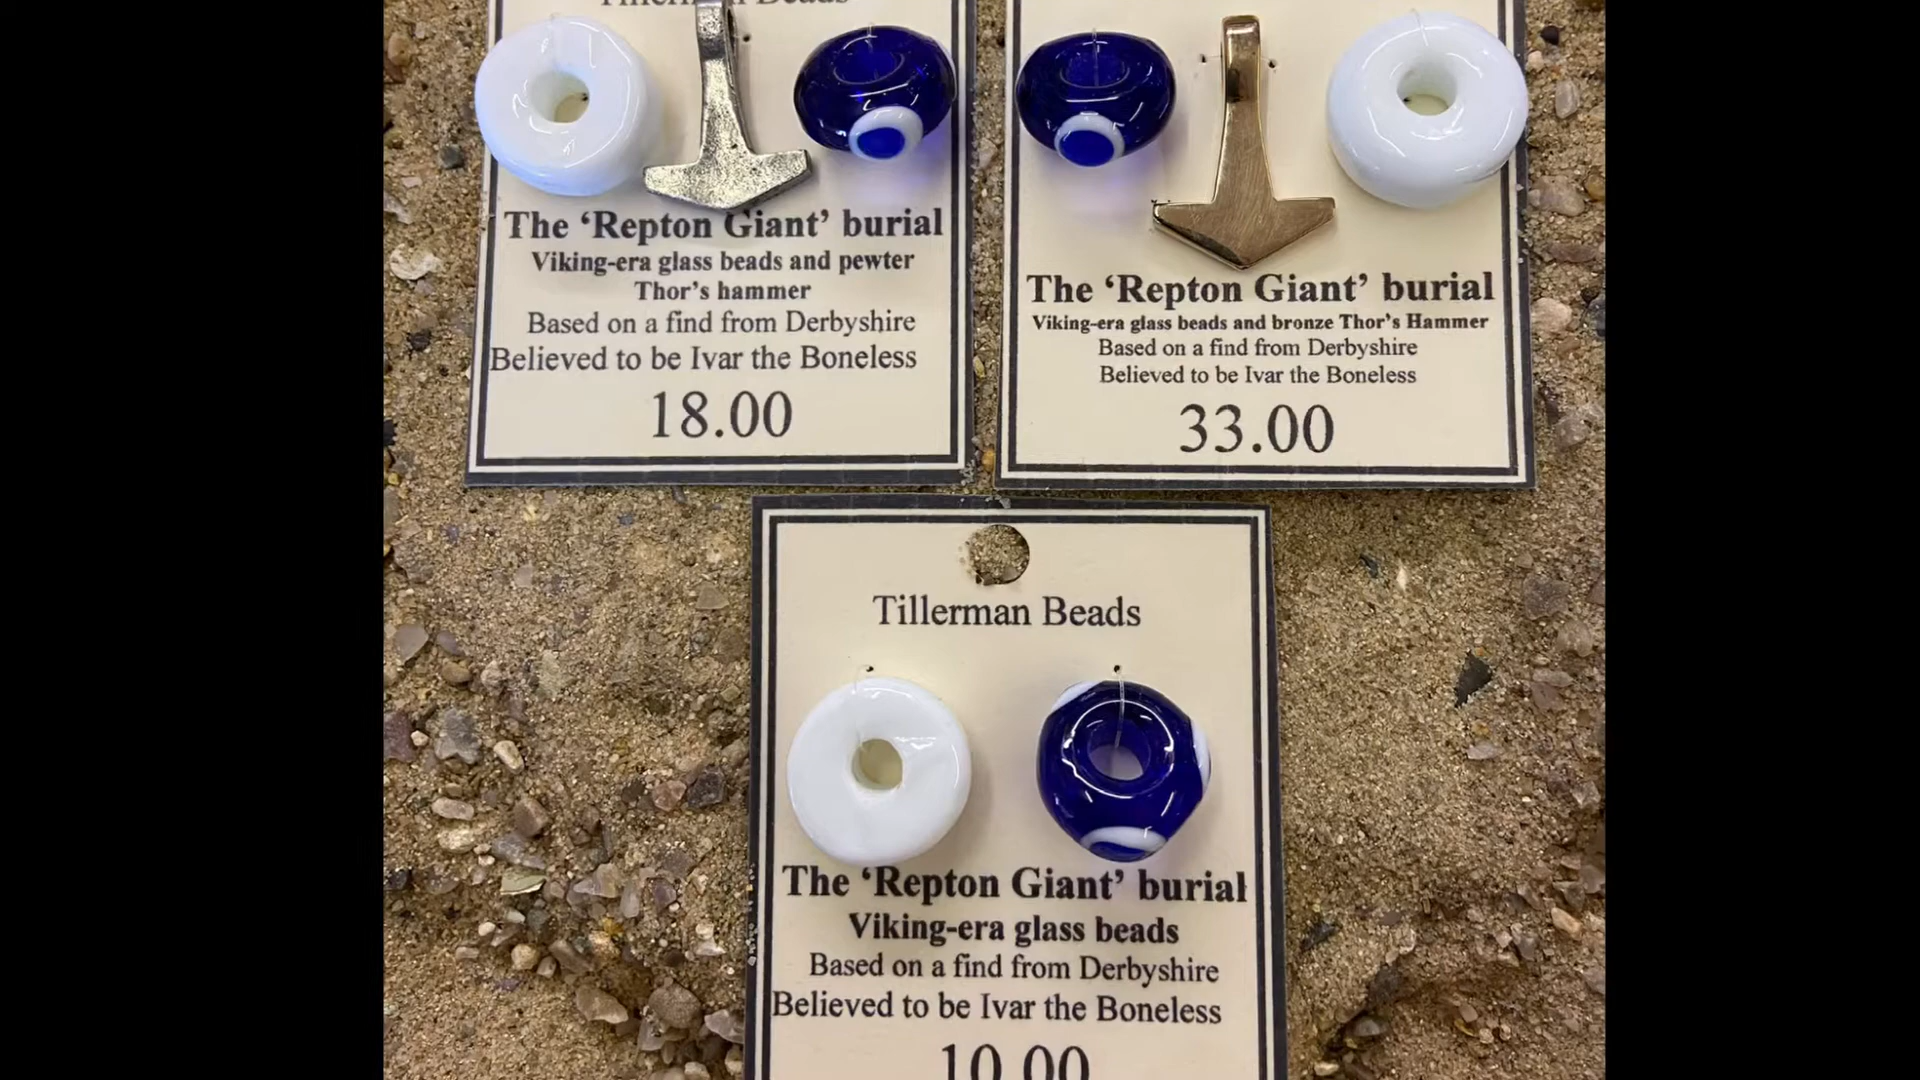 Tillerman Beads
The ‘Repton Giant’ burial
Viking-era glass beads and pewter
Thor’s hammer
Based on a find from Derbyshire
Believed to be Ivar the Boneless
18.00
The ‘Repton Giant’ burial
Viking-era glass beads and bronze Thor’s Hammer
Based on a find from Derbyshire
Believed to be Ivar the Boneless
33.00
Tillerman Beads
The ‘Repton Giant’ burial
Viking-era glass beads
Based on a find from Derbyshire
Believed to be Ivar the Boneless
10.00